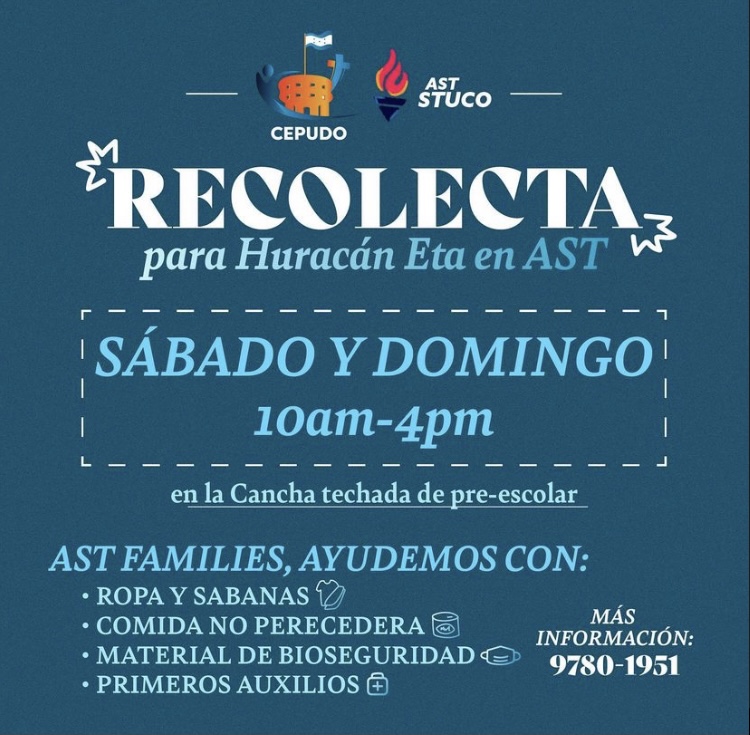 CEPUDO
AST
STUCO
RECOLECTA
para Huracán Eta en AST
SÁBADO Y DOMINGO
10am-4pm
en la Cancha techada de pre-escolar
AST FAMILIES, AYUDEMOS CON:
• ROPA Y SABANAS
• COMIDA NO PERECEDERA
• MATERIAL DE BIOSEGURIDAD
• PRIMEROS AUXILIOS
MÁS
INFORMACIÓN:
9780-1951